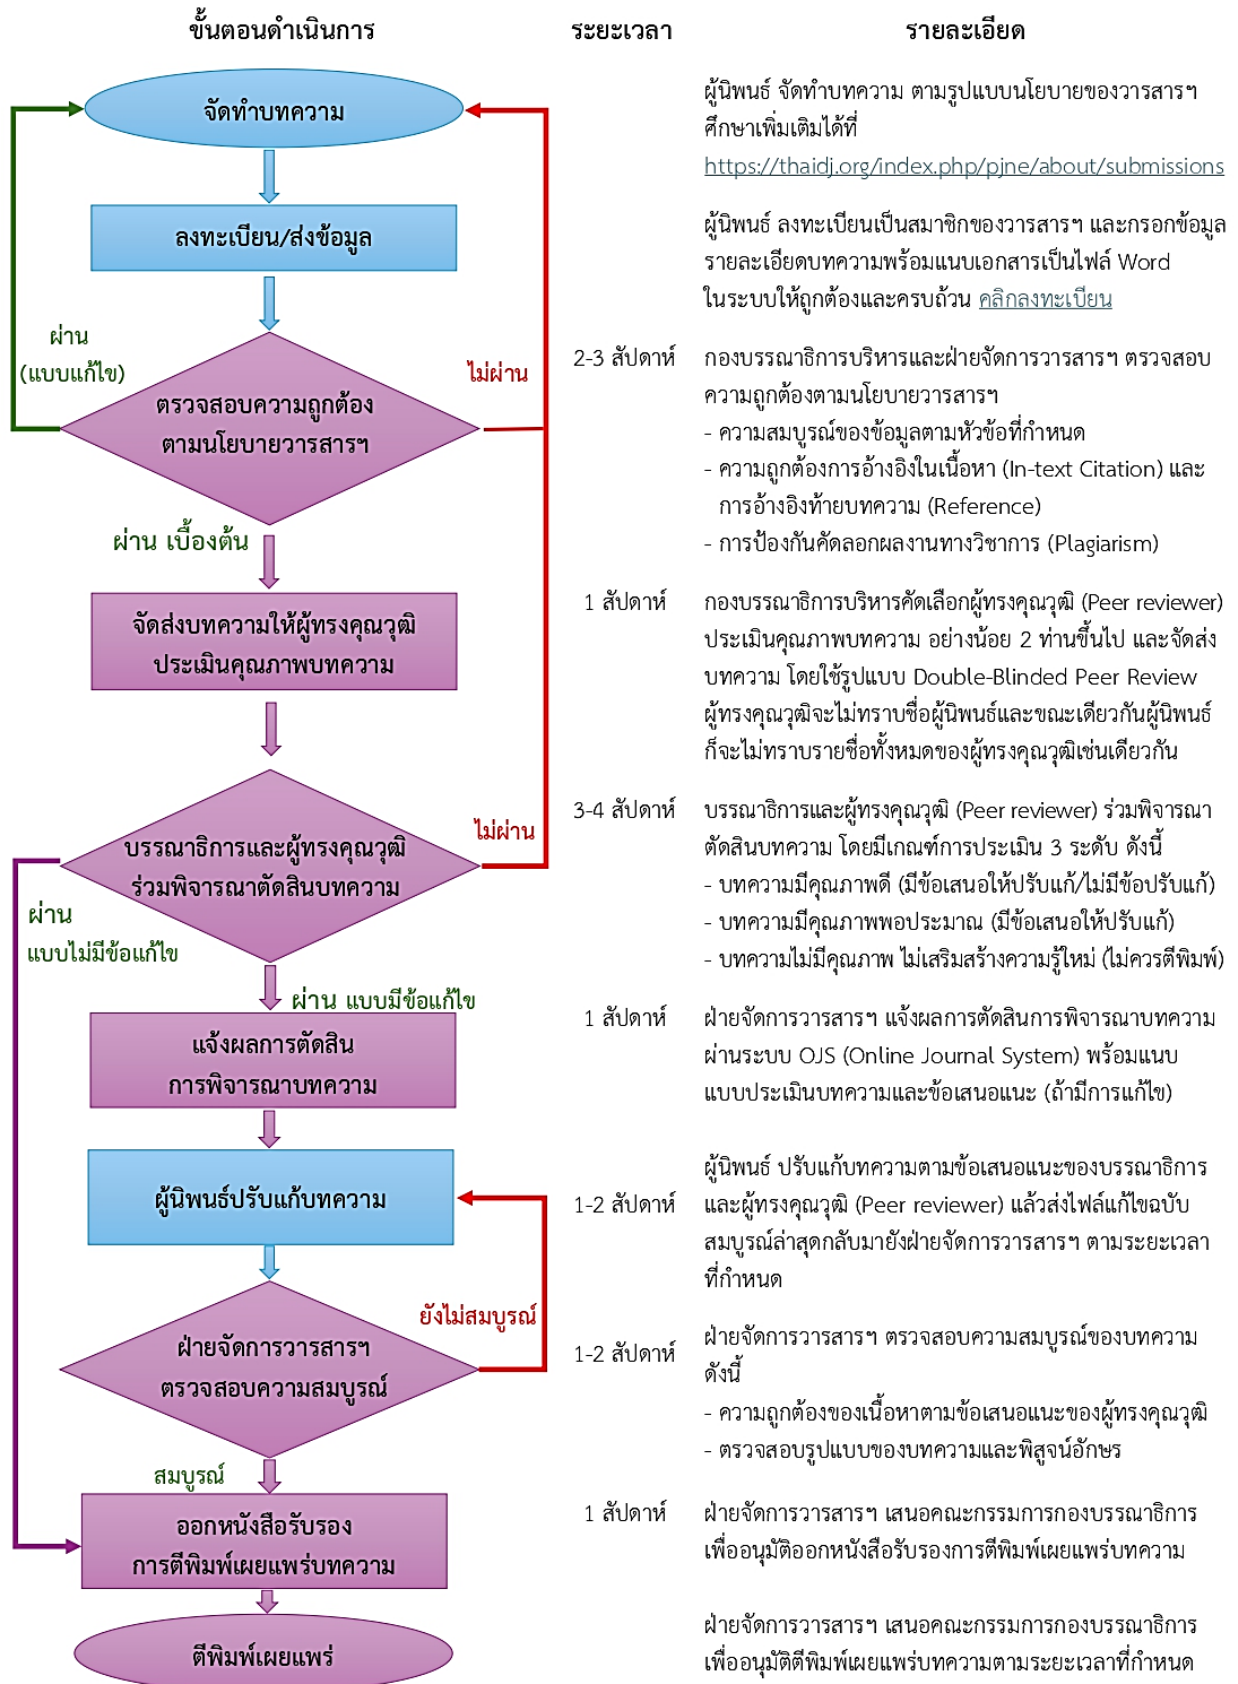 ขั้นตอนดำเนินการ
ระยะเวลา
รายละเอียด
จัดทำบทความ
ผู้นิพนธ์ จัดทำบทความ ตามรูปแบบนโยบายของวารสารฯ
ศึกษาเพิ่มเติมได้ที่
https://thaidj.org/index.php/pjne/about/submissions
ลงทะเบียน/ส่งข้อมูล
ผู้นิพนธ์ ลงทะเบียนเป็นสมาชิกของวารสารฯ และกรอกข้อมูล
รายละเอียดบทความพร้อมแนบเอกสารเป็นไฟล์ Word
ในระบบให้ถูกต้องและครบถ้วน คลิกลงทะเบียน
ผ่าน
(แบบแก้ไข)
ไม่ผ่าน
ตรวจสอบความถูกต้อง
ตามนโยบายวารสารฯ
2-3 สัปดาห์
กองบรรณาธิการบริหารและฝ่ายจัดการวารสารฯ ตรวจสอบ
ความถูกต้องตามนโยบายวารสารฯ
- ความสมบูรณ์ของข้อมูลตามหัวข้อที่กำหนด
- ความถูกต้องการอ้างอิงในเนื้อหา (In-text Citation) และ
การอ้างอิงท้ายบทความ (Reference)
- การป้องกันคัดลอกผลงานทางวิชาการ (Plagiarism)
ผ่าน เบื้องต้น
จัดส่งบทความให้ผู้ทรงคุณวุฒิ
ประเมินคุณภาพบทความ
1 สัปดาห์
กองบรรณาธิการบริหารคัดเลือกผู้ทรงคุณวุฒิ (Peer reviewer)
ประเมินคุณภาพบทความ อย่างน้อย 2 ท่านขึ้นไป และจัดส่ง
บทความ โดยใช้รูปแบบ Double-Blinded Peer Review
ผู้ทรงคุณวุฒิจะไม่ทราบชื่อผู้นิพนธ์และขณะเดียวกันผู้นิพนธ์
ก็จะไม่ทราบรายชื่อทั้งหมดของผู้ทรงคุณวุฒิเช่นเดียวกัน
ไม่ผ่าน
บรรณาธิการและผู้ทรงคุณวุฒิ
ร่วมพิจารณาตัดสินบทความ
3-4 สัปดาห์
บรรณาธิการและผู้ทรงคุณวุฒิ (Peer reviewer) ร่วมพิจารณา
ตัดสินบทความ โดยมีเกณฑ์การประเมิน 3 ระดับ ดังนี้
- บทความมีคุณภาพดี (มีข้อเสนอให้ปรับแก้/ไม่มีข้อปรับแก้)
- บทความมีคุณภาพพอประมาณ (มีข้อเสนอให้ปรับแก้)
- บทความไม่มีคุณภาพ ไม่เสริมสร้างความรู้ใหม่ (ไม่ควรตีพิมพ์)
ผ่าน
แบบไม่มีข้อแก้ไข
ผ่าน แบบมีข้อแก้ไข
แจ้งผลการตัดสิน
การพิจารณาบทความ
1 สัปดาห์
ฝ่ายจัดการวารสารฯ แจ้งผลการตัดสินการพิจารณาบทความ
ผ่านระบบ OJS (Online Journal System) พร้อมแนบ
แบบประเมินบทความและข้อเสนอแนะ (ถ้ามีการแก้ไข)
ผู้นิพนธ์ปรับแก้บทความ
1-2 สัปดาห์
ผู้นิพนธ์ ปรับแก้บทความตามข้อเสนอแนะของบรรณาธิการ
และผู้ทรงคุณวุฒิ (Peer reviewer) แล้วส่งไฟล์แก้ไขฉบับ
สมบูรณ์ล่าสุดกลับมายังฝ่ายจัดการวารสารฯ ตามระยะเวลา
ที่กำหนด
ยังไม่สมบูรณ์
ฝ่ายจัดการวารสารฯ
ตรวจสอบความสมบูรณ์
1-2 สัปดาห์
ฝ่ายจัดการวารสารฯ ตรวจสอบความสมบูรณ์ของบทความ
ดังนี้
- ความถูกต้องของเนื้อหาตามข้อเสนอแนะของผู้ทรงคุณวุฒิ
- ตรวจสอบรูปแบบของบทความและพิสูจน์อักษร
สมบูรณ์
ออกหนังสือรับรอง
การตีพิมพ์เผยแพร่บทความ
1 สัปดาห์
ฝ่ายจัดการวารสารฯ เสนอคณะกรรมการกองบรรณาธิการ
เพื่ออนุมัติออกหนังสือรับรองการตีพิมพ์เผยแพร่บทความ
ตีพิมพ์เผยแพร่
ฝ่ายจัดการวารสารฯ เสนอคณะกรรมการกองบรรณาธิการ
เพื่ออนุมัติตีพิมพ์เผยแพร่บทความตามระยะเวลาที่กำหนด